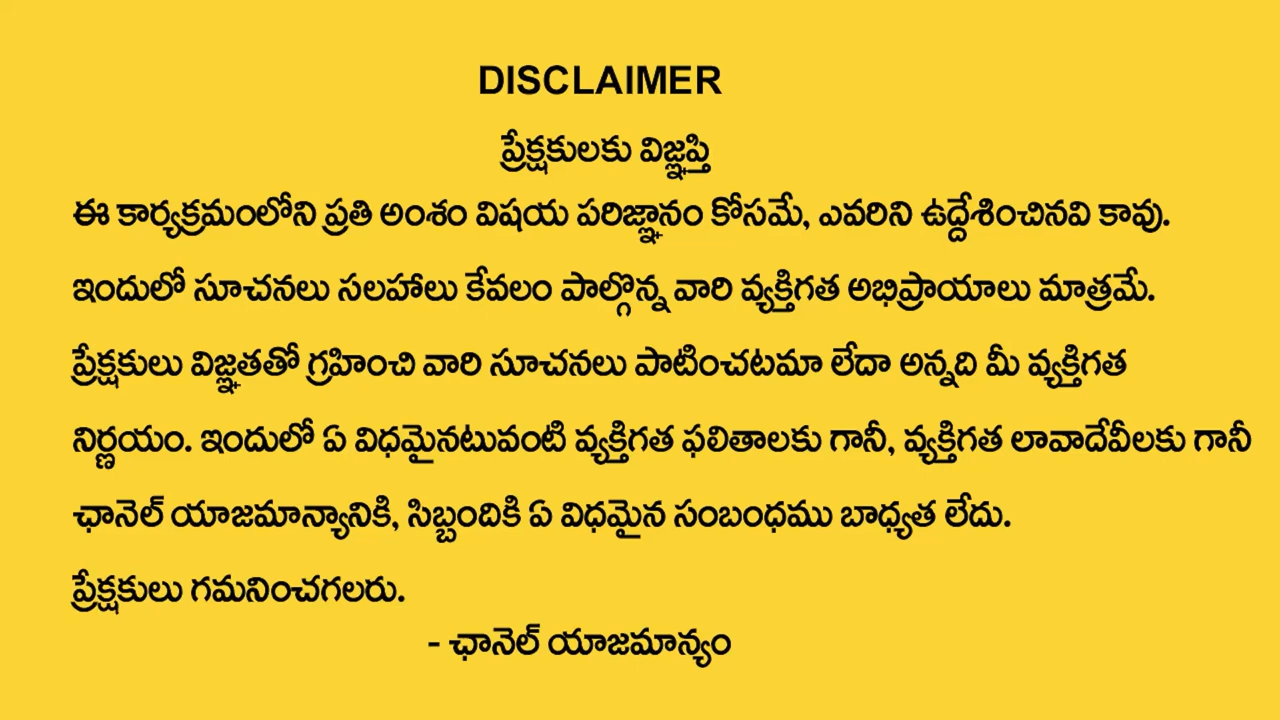 DISCLAIMER
ప్రేక్షకులకు విజ్ఞప్తి
ఈ కార్యక్రమంలోని ప్రతి అంశం విషయ పరిజ్ఞానం కోసమే, ఎవరిని ఉద్దేశించినవి కావు.
ఇందులో సూచనలు సలహాలు కేవలం పాల్గొన్న వారి వ్యక్తిగత అభిప్రాయాలు మాత్రమే.
ప్రేక్షకులు విజ్ఞతతో గ్రహించి వారి సూచనలు పాటించటమా లేదా అన్నది మీ వ్యక్తిగత
నిర్ణయం. ఇందులో ఏ విధమైనటువంటి వ్యక్తిగత ఫలితాలకు గానీ, వ్యక్తిగత లావాదేవీలకు గానీ
ఛానెల్ యాజమాన్యానికి, సిబ్బందికి ఏ విధమైన సంబంధము బాధ్యత లేదు.
ప్రేక్షకులు గమనించగలరు.
- ఛానెల్ యాజమాన్యం